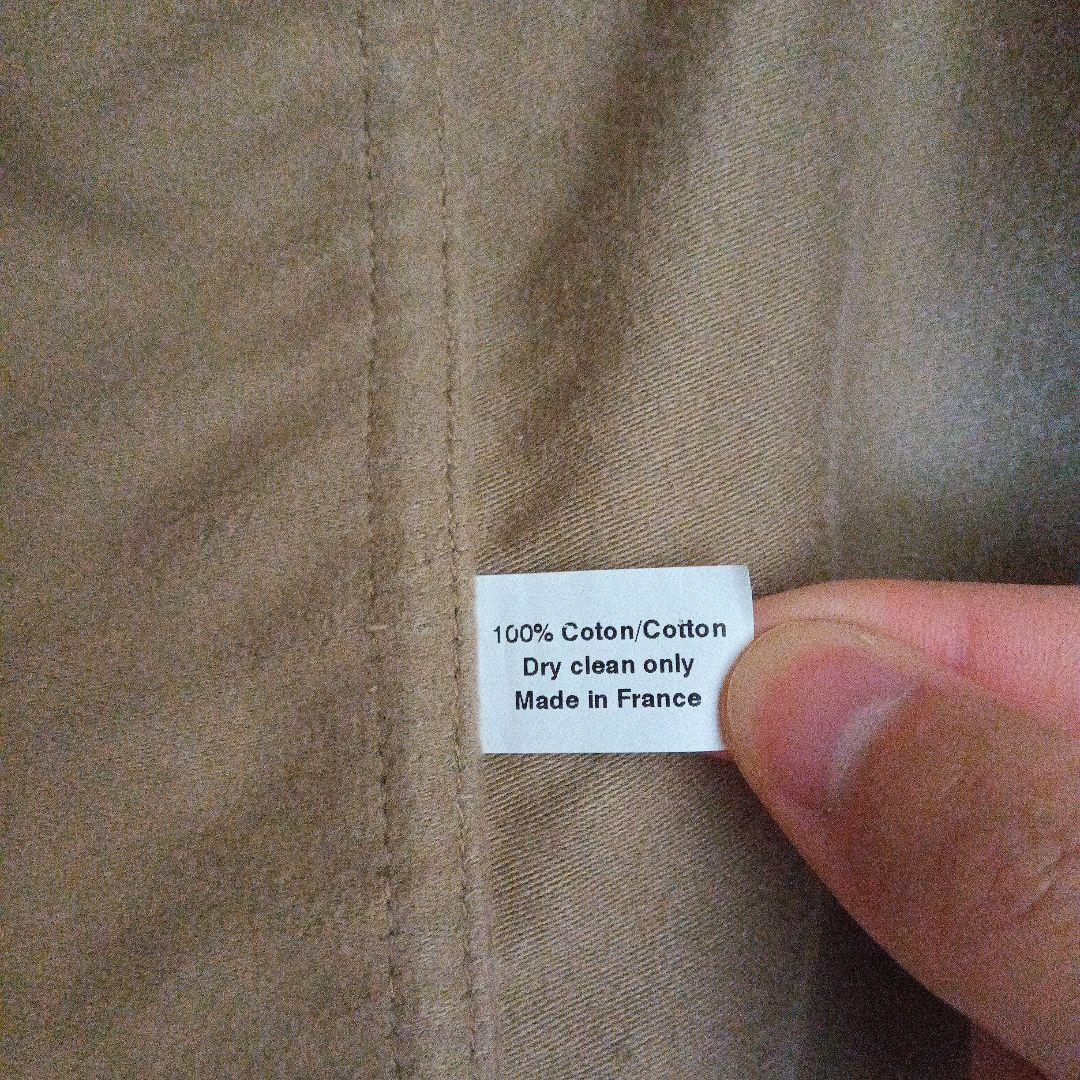 100% Coton/Cotton
Dry clean only
Made in France